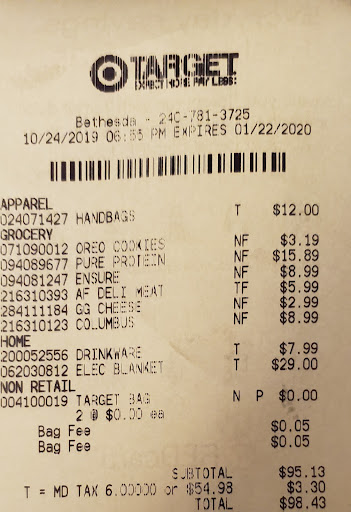 TARGET
EXPECT MORE. PAY LESS.
Bethesda - 240-781-3725
10/24/2019 06:55 PM EXPIRES 01/22/2020
APPAREL
024071427 HANDBAGS T $12.00
GROCERY
071090012 OREO COOKIES NF $3.19
094089677 PURE PROTEIN NF $15.89
094081247 ENSURE NF $8.99
216310393 AF DELI MEAT TF $5.99
284111184 GG CHEESE NF $2.99
216310123 COLUMBUS NF $8.99
HOME
200052556 DRINKWARE T $7.99
062030812 ELEC BLANKET T $29.00
NON RETAIL
004100019 TARGET BAG N P $0.00
2 @ $0.00 ea
Bag Fee $0.05
Bag Fee $0.05
SUBTOTAL $95.13
T = MD TAX 6.00000 on $54.98 $3.30
TOTAL $98.43